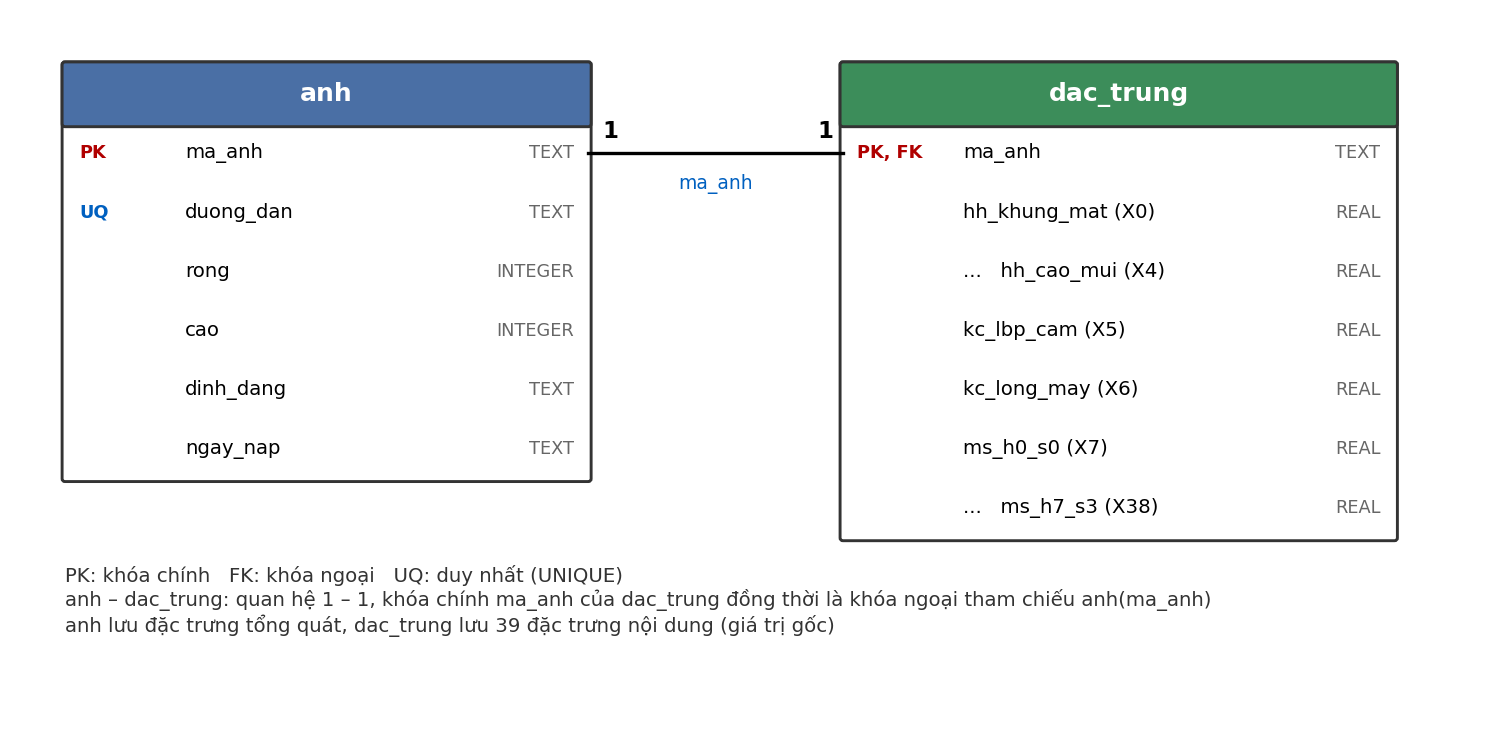 anh
PK ma_anh TEXT
UQ duong_dan TEXT
rong INTEGER
cao INTEGER
dinh_dang TEXT
ngay_nap TEXT
1 1
ma_anh
dac_trung
PK, FK ma_anh TEXT
hh_khung_mat (X0) REAL
... hh_cao_mui (X4) REAL
kc_lbp_cam (X5) REAL
kc_long_may (X6) REAL
ms_h0_s0 (X7) REAL
... ms_h7_s3 (X38) REAL
PK: khóa chính FK: khóa ngoại UQ: duy nhất (UNIQUE)
anh – dac_trung: quan hệ 1 – 1, khóa chính ma_anh của dac_trung đồng thời là khóa ngoại tham chiếu anh(ma_anh)
anh lưu đặc trưng tổng quát, dac_trung lưu 39 đặc trưng nội dung (giá trị gốc)